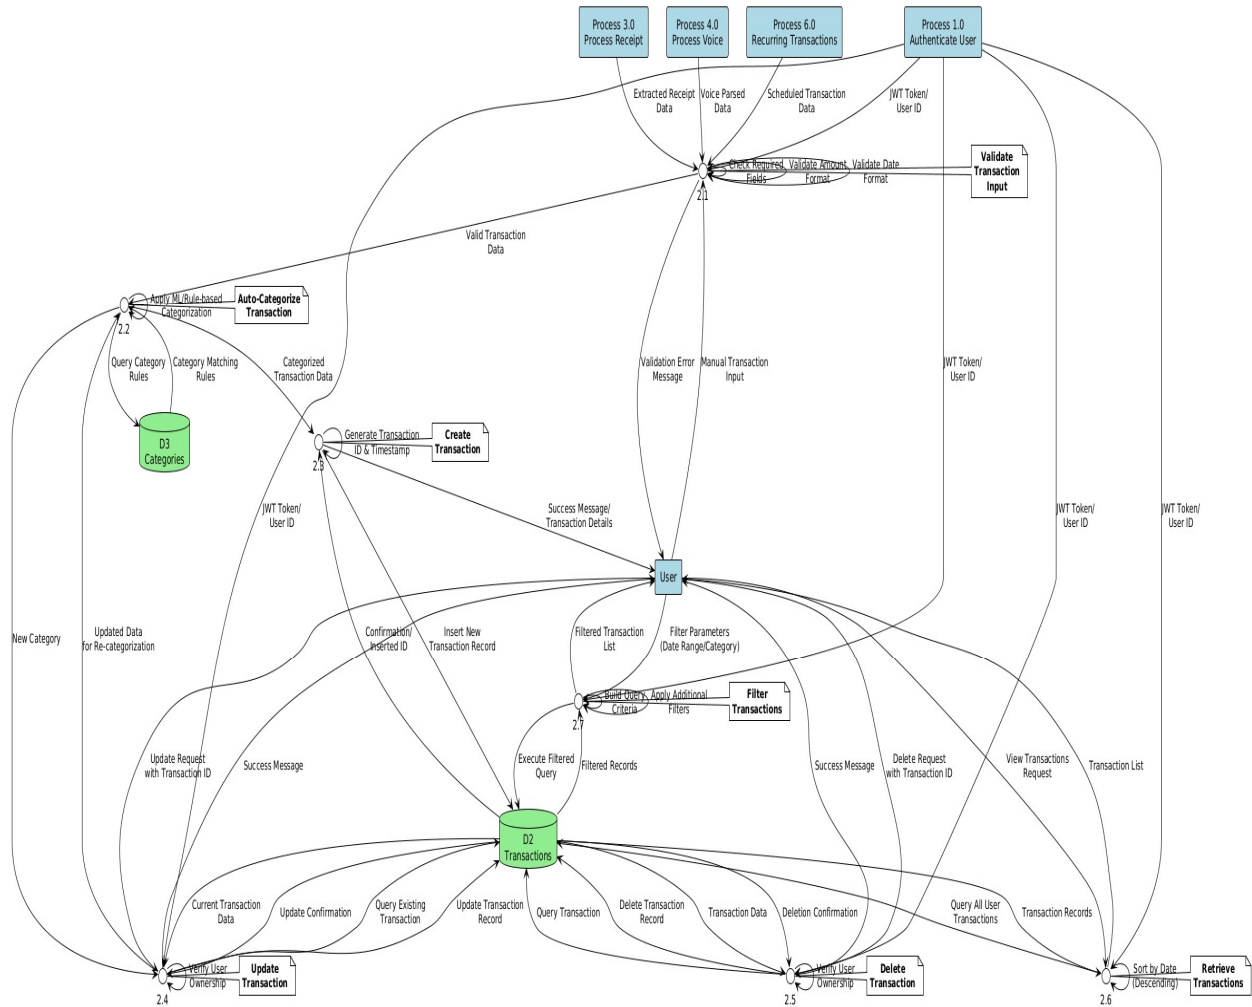 Process 3.0
Process Receipt
Process 4.0
Process Voice
Process 6.0
Recurring Transactions
Process 1.0
Authenticate User
Extracted Receipt
Data
Voice Parsed
Data
Scheduled Transaction
Data
JWT Token/
User ID
Check Required
Fields
Validate Amount
Format
Validate Date
Format
Validate
Transaction
Input
2.1
Valid Transaction
Data
Apply ML/Rule-based
Categorization
Auto-Categorize
Transaction
2.2
Query Category
Rules
Category Matching
Rules
Categorized
Transaction Data
Validation Error
Message
Manual Transaction
Input
JWT Token/
User ID
D3
Categories
Generate Transaction
ID & Timestamp
Create
Transaction
2.3
JWT Token/
User ID
Success Message/
Transaction Details
JWT Token/
User ID
JWT Token/
User ID
User
New Category
Updated Data
for Re-categorization
Confirmation/
Inserted ID
Insert New
Transaction Record
Filtered Transaction
List
Filter Parameters
(Date Range/Category)
Build Query
Criteria
Apply Additional
Filters
Filter
Transactions
2.7
Update Request
with Transaction ID
Success Message
Execute Filtered
Query
Filtered Records
Success Message
Delete Request
with Transaction ID
View Transactions
Request
Transaction List
D2
Transactions
Current Transaction
Data
Update Confirmation
Query Existing
Transaction
Update Transaction
Record
Query Transaction
Delete Transaction
Record
Transaction Data
Deletion Confirmation
Query All User
Transactions
Transaction Records
Verify User
Ownership
Update
Transaction
2.4
Verify User
Ownership
Delete
Transaction
2.5
Sort by Date
(Descending)
Retrieve
Transactions
2.6